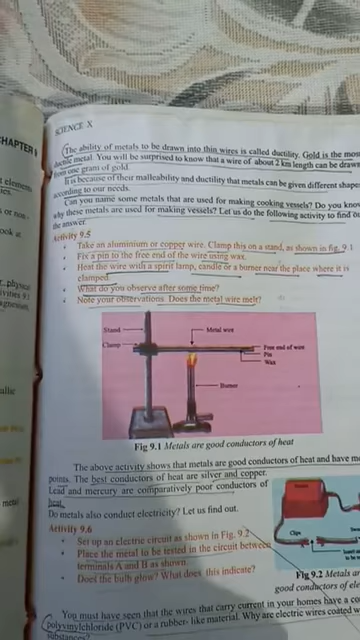 SCIENCE X
The ability of metals to be drawn into thin wires is called ductility. Gold is the most
ductile metal. You will be surprised to know that a wire of about 2 km length can be drawn
from one gram of gold.
It is because of their malleability and ductility that metals can be given different shapes
according to our needs.
Can you name some metals that are used for making cooking vessels? Do you know
why these metals are used for making vessels? Let us do the following activity to find out
the answer.
Activity 9.5
• Take an aluminium or copper wire. Clamp this on a stand, as shown in fig. 9.1
• Fix a pin to the free end of the wire using wax.
• Heat the wire with a spirit lamp, candle or a burner near the place where it is
clamped.
• What do you observe after some time?
• Note your observations. Does the metal wire melt?
Stand
Metal wire
Clamp
Free end of wire
Pin
Wax
Burner
Fig 9.1 Metals are good conductors of heat
The above activity shows that metals are good conductors of heat and have
points. The best conductors of heat are silver and copper.
Lead and mercury are comparatively poor conductors of
heat.
Do metals also conduct electricity? Let us find out.
Activity 9.6
• Set up an electric circuit as shown in Fig. 9.2
• Place the metal to be tested in the circuit between
terminals A and B as shown.
• Does the bulb glow? What does this indicate?
Clips
Fig 9.2 Metals are
good conductors of
You must have seen that the wires that carry current in your homes have a
polyvinylchloride (PVC) or a rubber- like material. Why are electric wires coated
substances?
CHAPTER